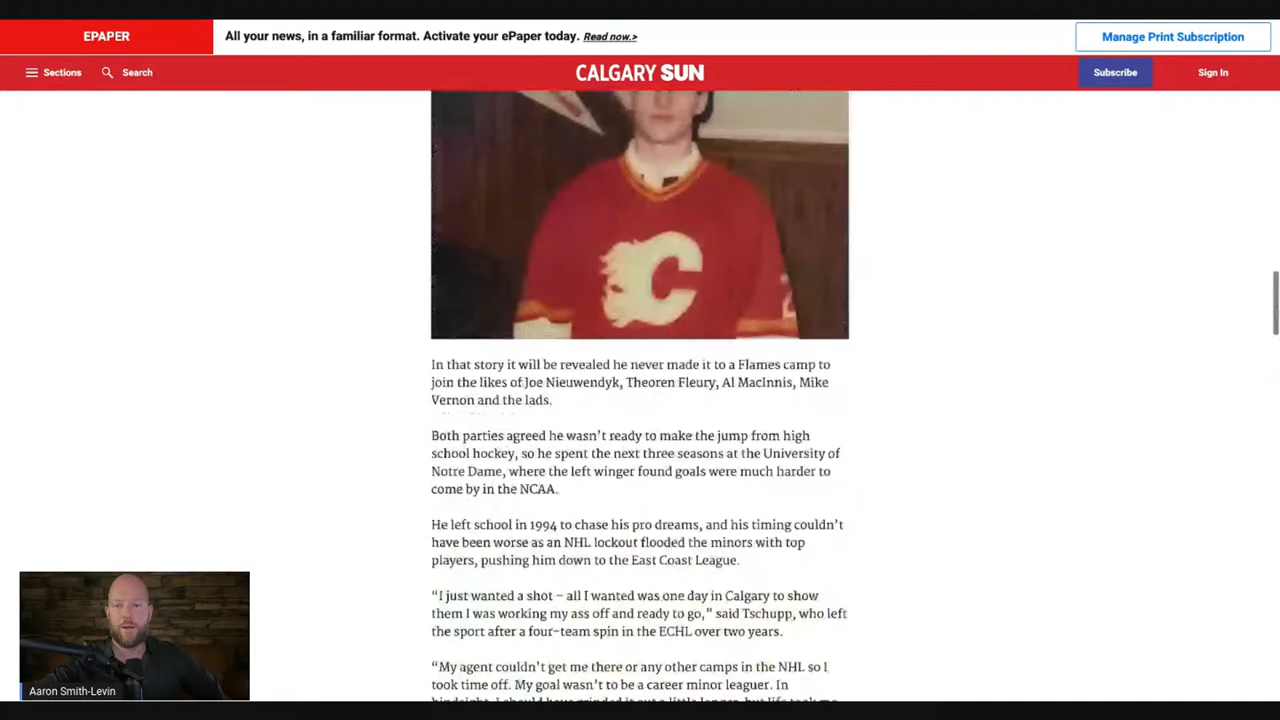 EPAPER
All your news, in a familiar format. Activate your ePaper today. Read now.>
Manage Print Subscription
Sections
Search
CALGARY SUN
Subscribe
Sign In
In that story it will be revealed he never made it to a Flames camp to
join the likes of Joe Nieuwendyk, Theoren Fleury, Al MacInnis, Mike
Vernon and the lads.
Both parties agreed he wasn't ready to make the jump from high
school hockey, so he spent the next three seasons at the University of
Notre Dame, where the left winger found goals were much harder to
come by in the NCAA.
He left school in 1994 to chase his pro dreams, and his timing couldn't
have been worse as an NHL lockout flooded the minors with top
players, pushing him down to the East Coast League.
“I just wanted a shot – all I wanted was one day in Calgary to show
them I was working my ass off and ready to go,” said Tschupp, who left
the sport after a four-team spin in the ECHL over two years.
“My agent couldn't get me there or any other camps in the NHL so I
took time off. My goal wasn't to be a career minor leaguer. In
Aaron Smith-Levin